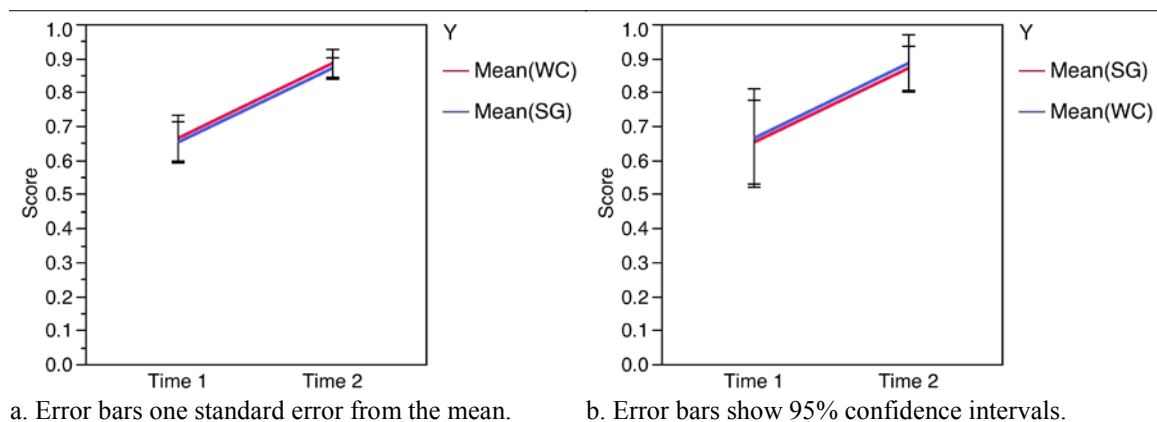 1.0
0.9
0.8
0.7
0.6
0.5
0.4
0.3
0.2
0.1
0.0
Score
Time 1 Time 2
Y
Mean(WC)
Mean(SG)
a. Error bars one standard error from the mean.
1.0
0.9
0.8
0.7
0.6
0.5
0.4
0.3
0.2
0.1
0.0
Score
Time 1 Time 2
Y
Mean(SG)
Mean(WC)
b. Error bars show 95% confidence intervals.